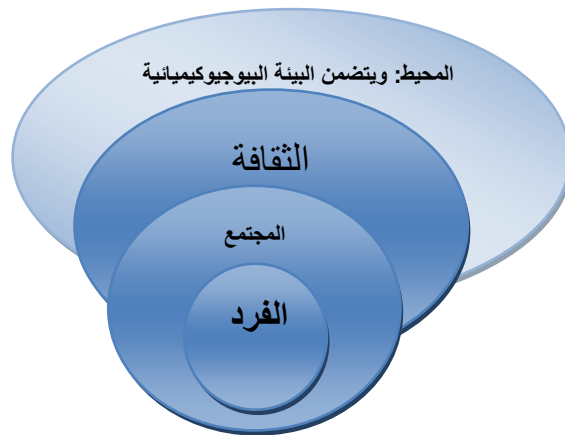 المحيط: ويتضمن البيئة البيوجيوكيميائية
الثقافة
المجتمع
الفرد